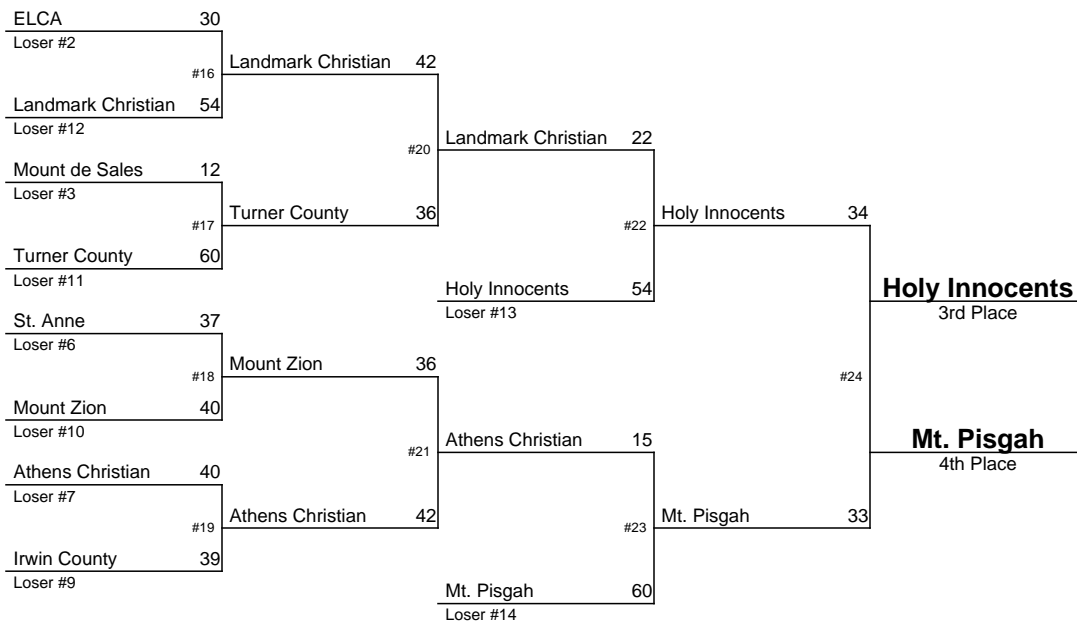 ELCA 30
Loser #2
#16
Landmark Christian 42
Landmark Christian 54
Loser #12
#20
Landmark Christian 22
Mount de Sales 12
Loser #3
#17
Turner County 36
Turner County 60
Loser #11
#22
Holy Innocents 34
Holy Innocents 54
Loser #13
Holy Innocents
3rd Place
St. Anne 37
Loser #6
#18
Mount Zion 36
Mount Zion 40
Loser #10
#24
#21
Athens Christian 15
Mt. Pisgah
4th Place
Athens Christian 40
Loser #7
#19
Athens Christian 42
Irwin County 39
Loser #9
#23
Mt. Pisgah 33
Mt. Pisgah 60
Loser #14